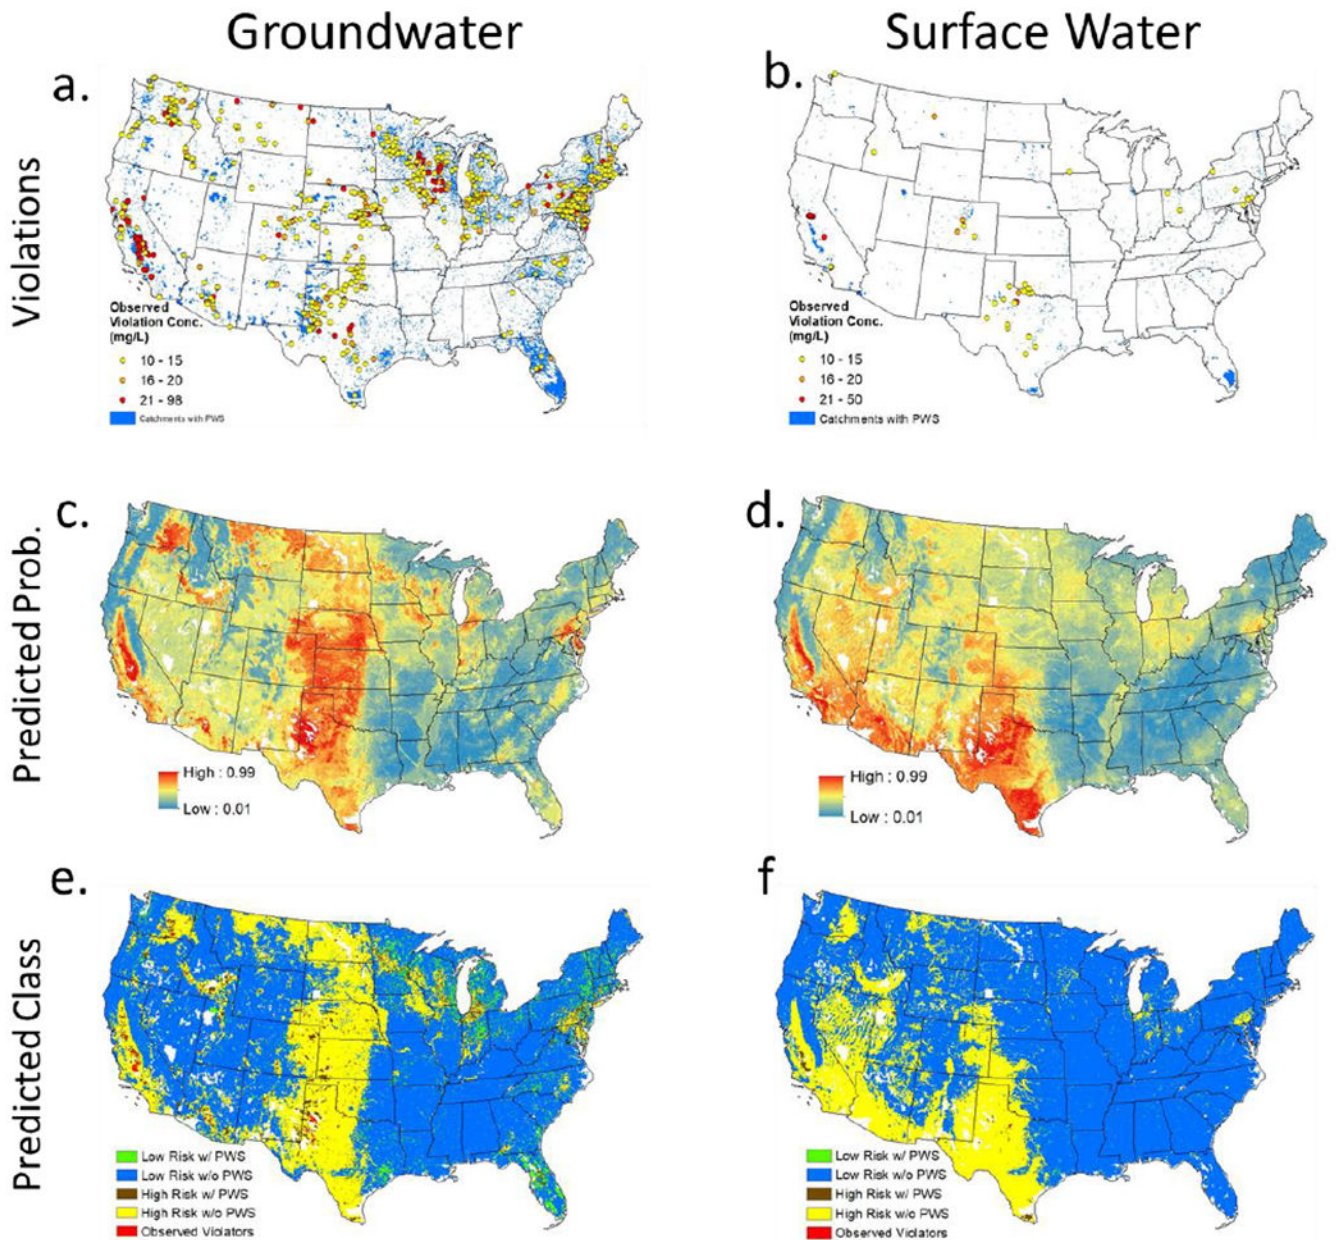 Groundwater
Surface Water
Violations
a.
Observed
Violation Conc.
(mg/L)
10 - 15
16 - 20
21 - 98
Catchments with PWS
b.
Observed
Violation Conc.
(mg/L)
10 - 15
16 - 20
21 - 50
Catchments with PWS
Predicted Prob.
c.
High : 0.99
Low : 0.01
d.
High : 0.99
Low : 0.01
Predicted Class
e.
Low Risk w/ PWS
Low Risk w/o PWS
High Risk w/ PWS
High Risk w/o PWS
Observed Violators
f
Low Risk w/ PWS
Low Risk w/o PWS
High Risk w/ PWS
High Risk w/o PWS
Observed Violators